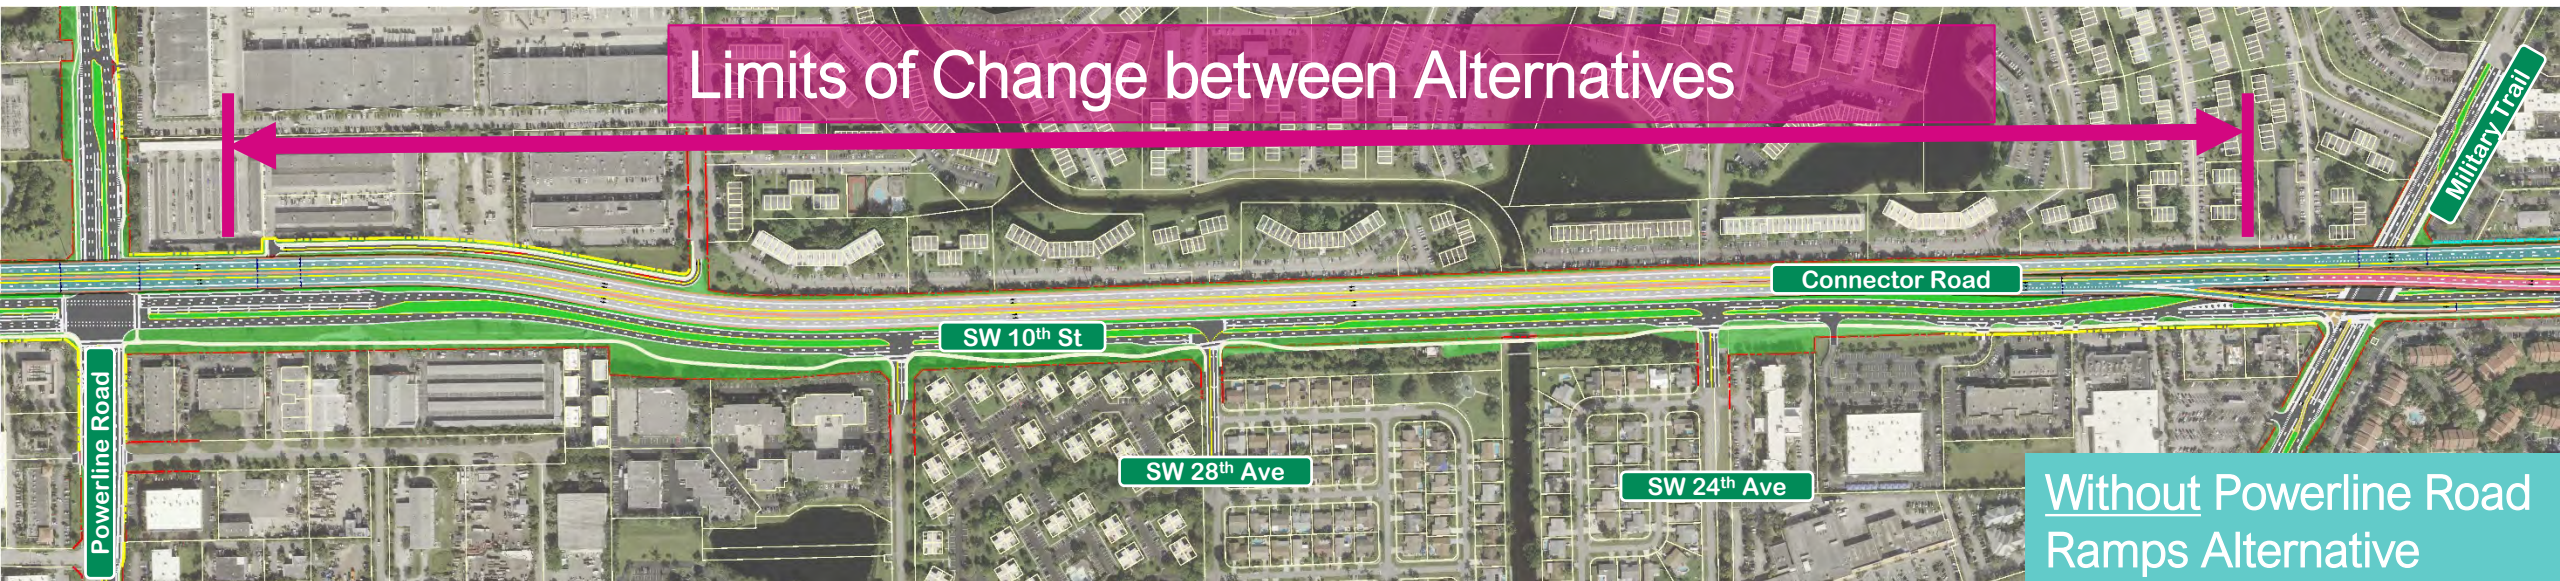 Limits of Change between Alternatives
Military Trail
Connector Road
SW 10th St
Powerline Road
SW 28th Ave
SW 24th Ave
Without Powerline Road
Ramps Alternative